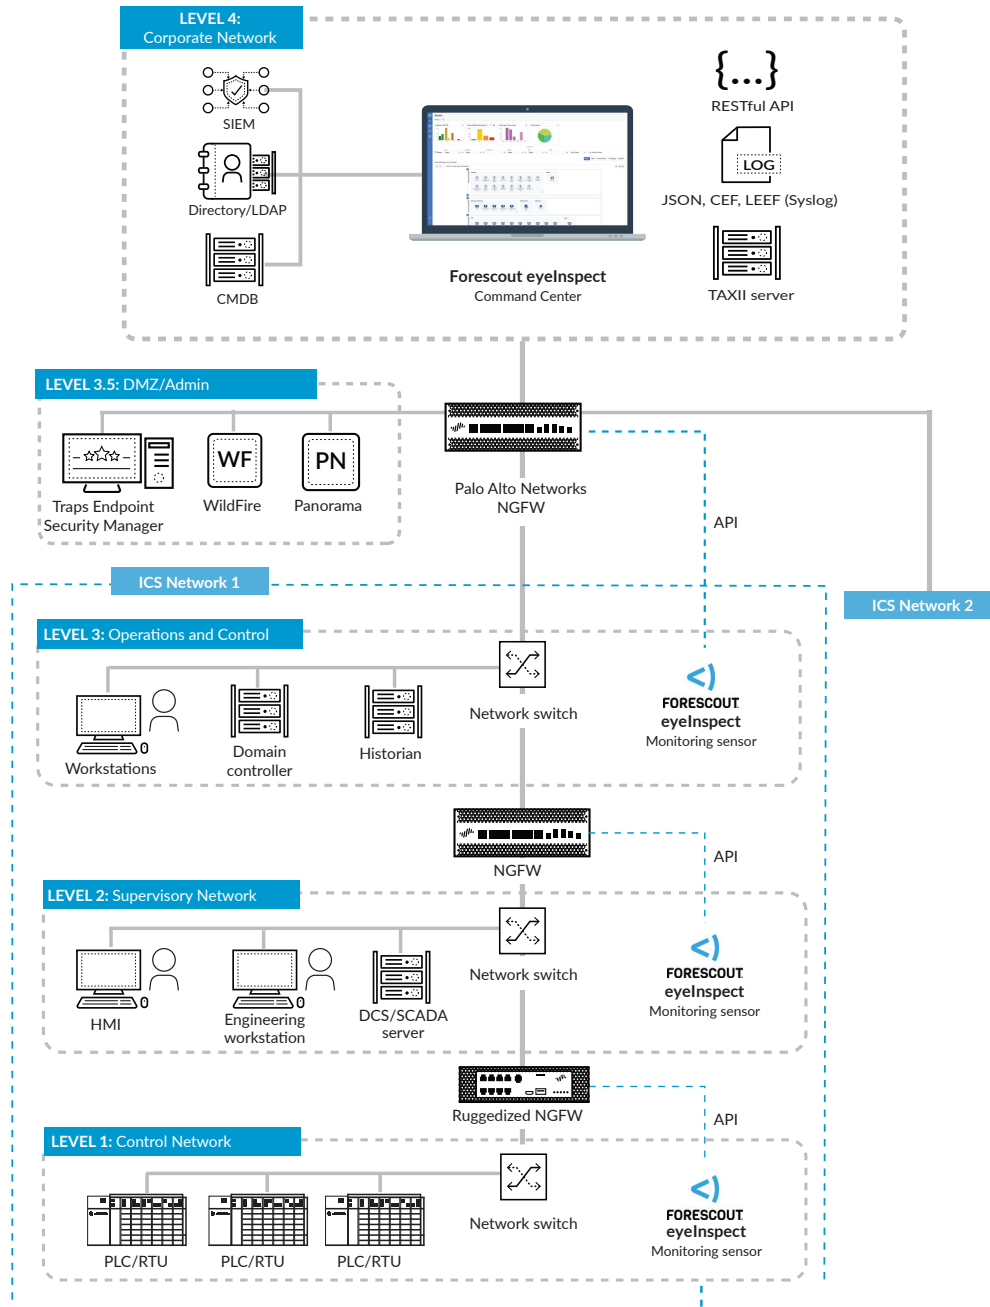 LEVEL 4:
Corporate Network
SIEM
Directory/LDAP
CMDB
Forescout eyeInspect
Command Center
{...}
RESTful API
LOG
JSON, CEF, LEEF (Syslog)
TAXII server
LEVEL 3.5: DMZ/Admin
WF
PN
Traps Endpoint
Security Manager
WildFire
Panorama
Palo Alto Networks
NGFW
API
ICS Network 1
ICS Network 2
LEVEL 3: Operations and Control
Workstations
Domain
controller
Historian
Network switch
FORESCOUT
eyeInspect
Monitoring sensor
NGFW
API
LEVEL 2: Supervisory Network
HMI
Engineering
workstation
DCS/SCADA
server
Network switch
FORESCOUT
eyeInspect
Monitoring sensor
Ruggedized NGFW
API
LEVEL 1: Control Network
PLC/RTU
PLC/RTU
PLC/RTU
Network switch
FORESCOUT
eyeInspect
Monitoring sensor